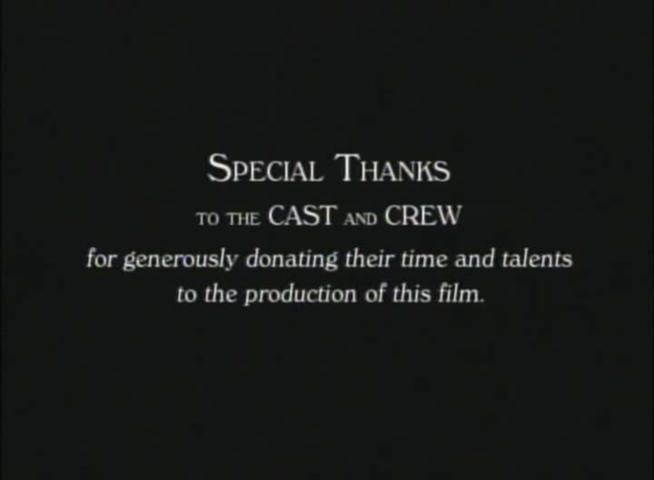 SPECIAL THANKS
TO THE CAST AND CREW
for generously donating their time and talents
to the production of this film.